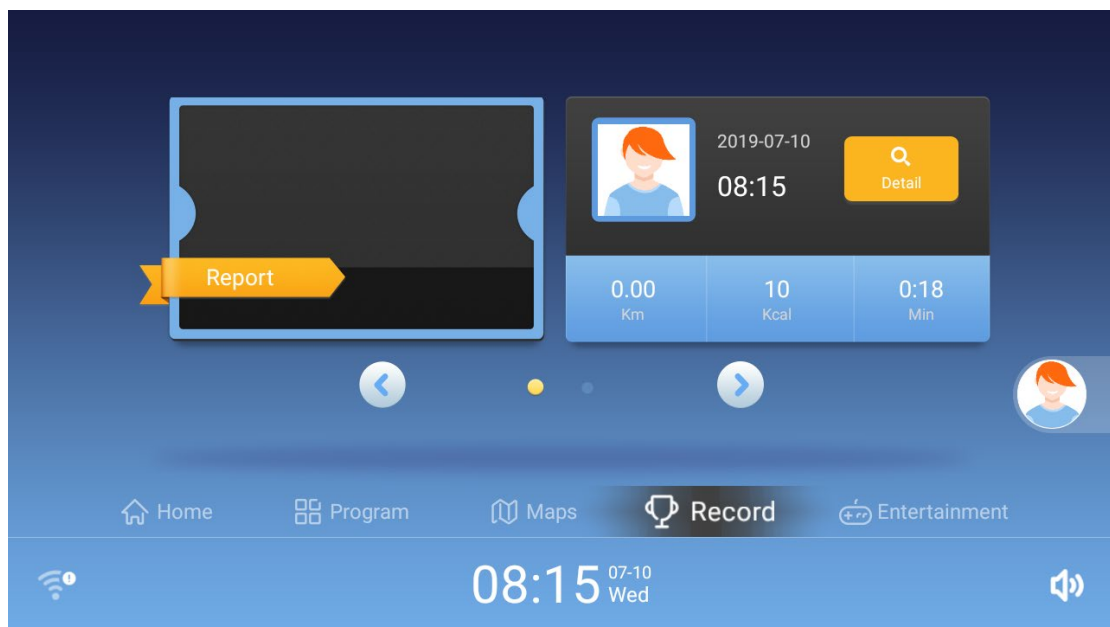 Report
2019-07-10
08:15
Detail
0.00
Km
10
Kcal
0:18
Min
Home
Program
Maps
Record
Entertainment
08:15
07-10
Wed